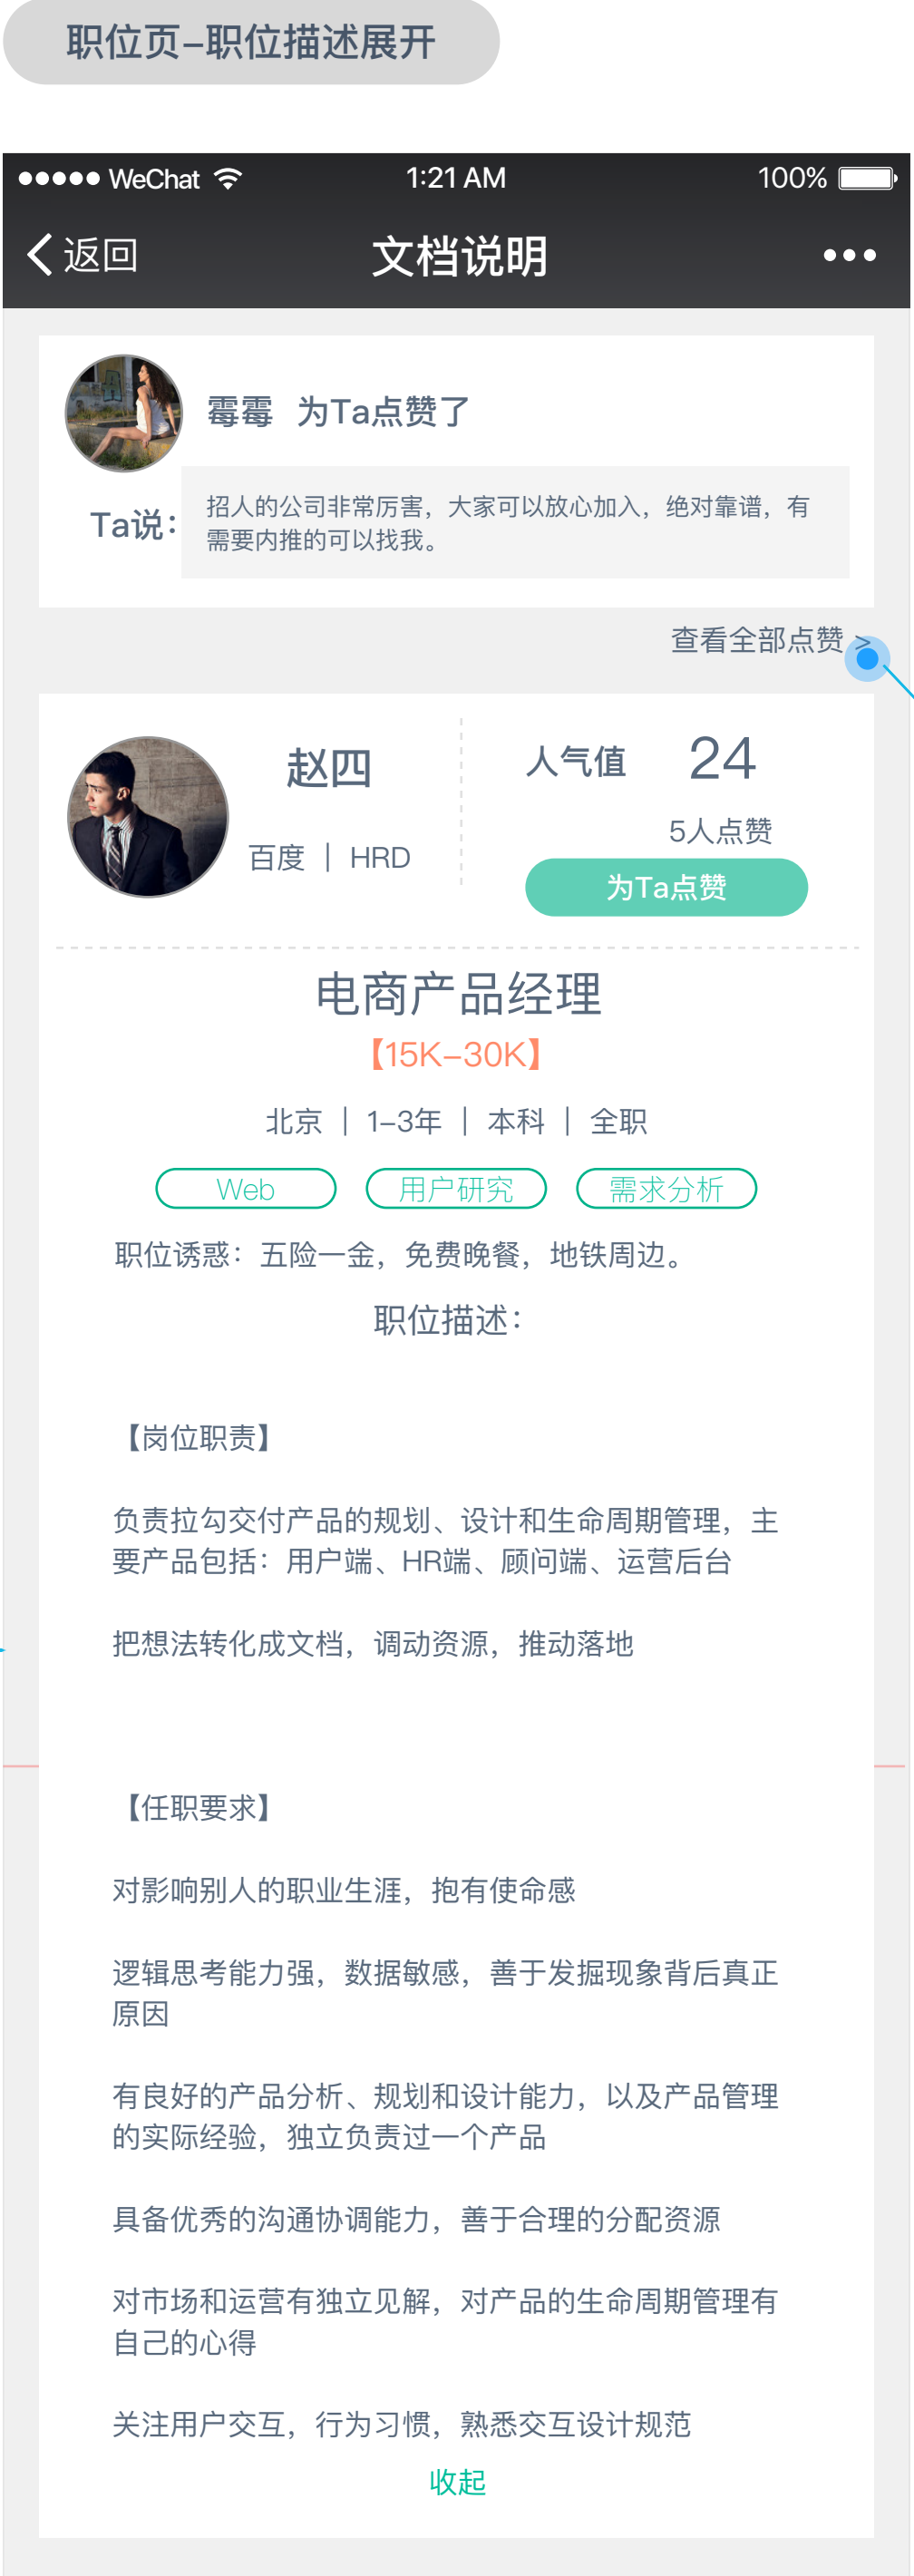 职位页-职位描述展开
WeChat
1:21 AM
100%
返回
文档说明
霉霉 为Ta点赞了
Ta说：
招人的公司非常厉害，大家可以放心加入，绝对靠谱，有
需要内推的可以找我。
查看全部点赞 >
赵四
百度 | HRD
人气值 24
5人点赞
为Ta点赞
电商产品经理
【15K-30K】
北京 | 1-3年 | 本科 | 全职
Web
用户研究
需求分析
职位诱惑：五险一金，免费晚餐，地铁周边。
职位描述：
【岗位职责】
负责拉勾交付产品的规划、设计和生命周期管理，主
要产品包括：用户端、HR端、顾问端、运营后台
把想法转化成文档，调动资源，推动落地
【任职要求】
对影响别人的职业生涯，抱有使命感
逻辑思考能力强，数据敏感，善于发掘现象背后真正
原因
有良好的产品分析、规划和设计能力，以及产品管理
的实际经验，独立负责过一个产品
具备优秀的沟通协调能力，善于合理的分配资源
对市场和运营有独立见解，对产品的生命周期管理有
自己的心得
关注用户交互，行为习惯，熟悉交互设计规范
收起